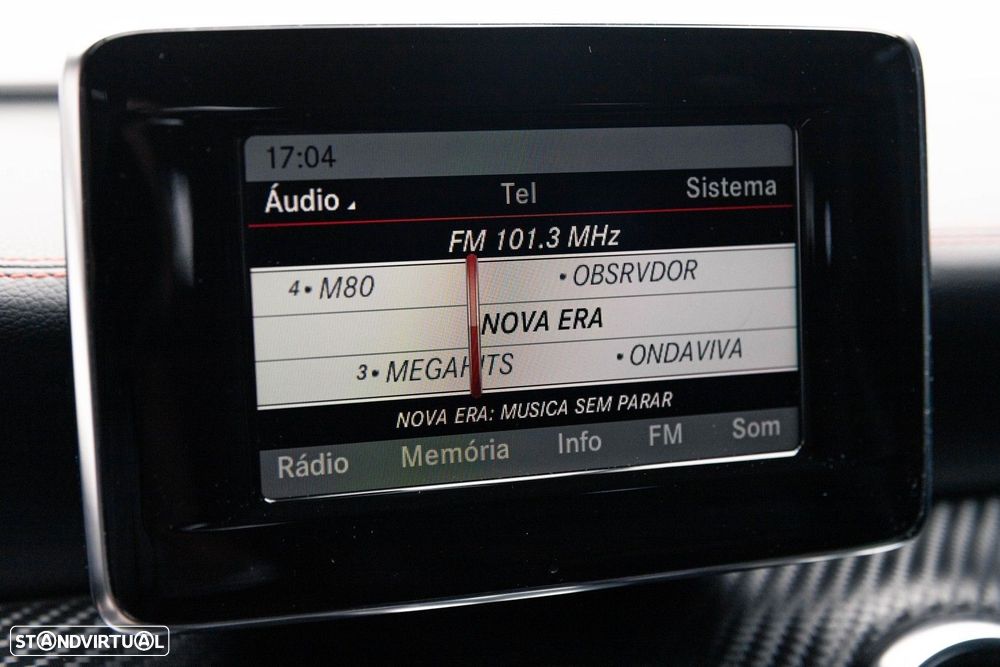 17:04
Áudio Tel Sistema
FM 101.3 MHz
4• M80 •OBSRVDOR
NOVA ERA
3• MEGAHITS •ONDAVIVA
NOVA ERA: MUSICA SEM PARAR
Rádio Memória Info FM Som
STANDVIRTUAL